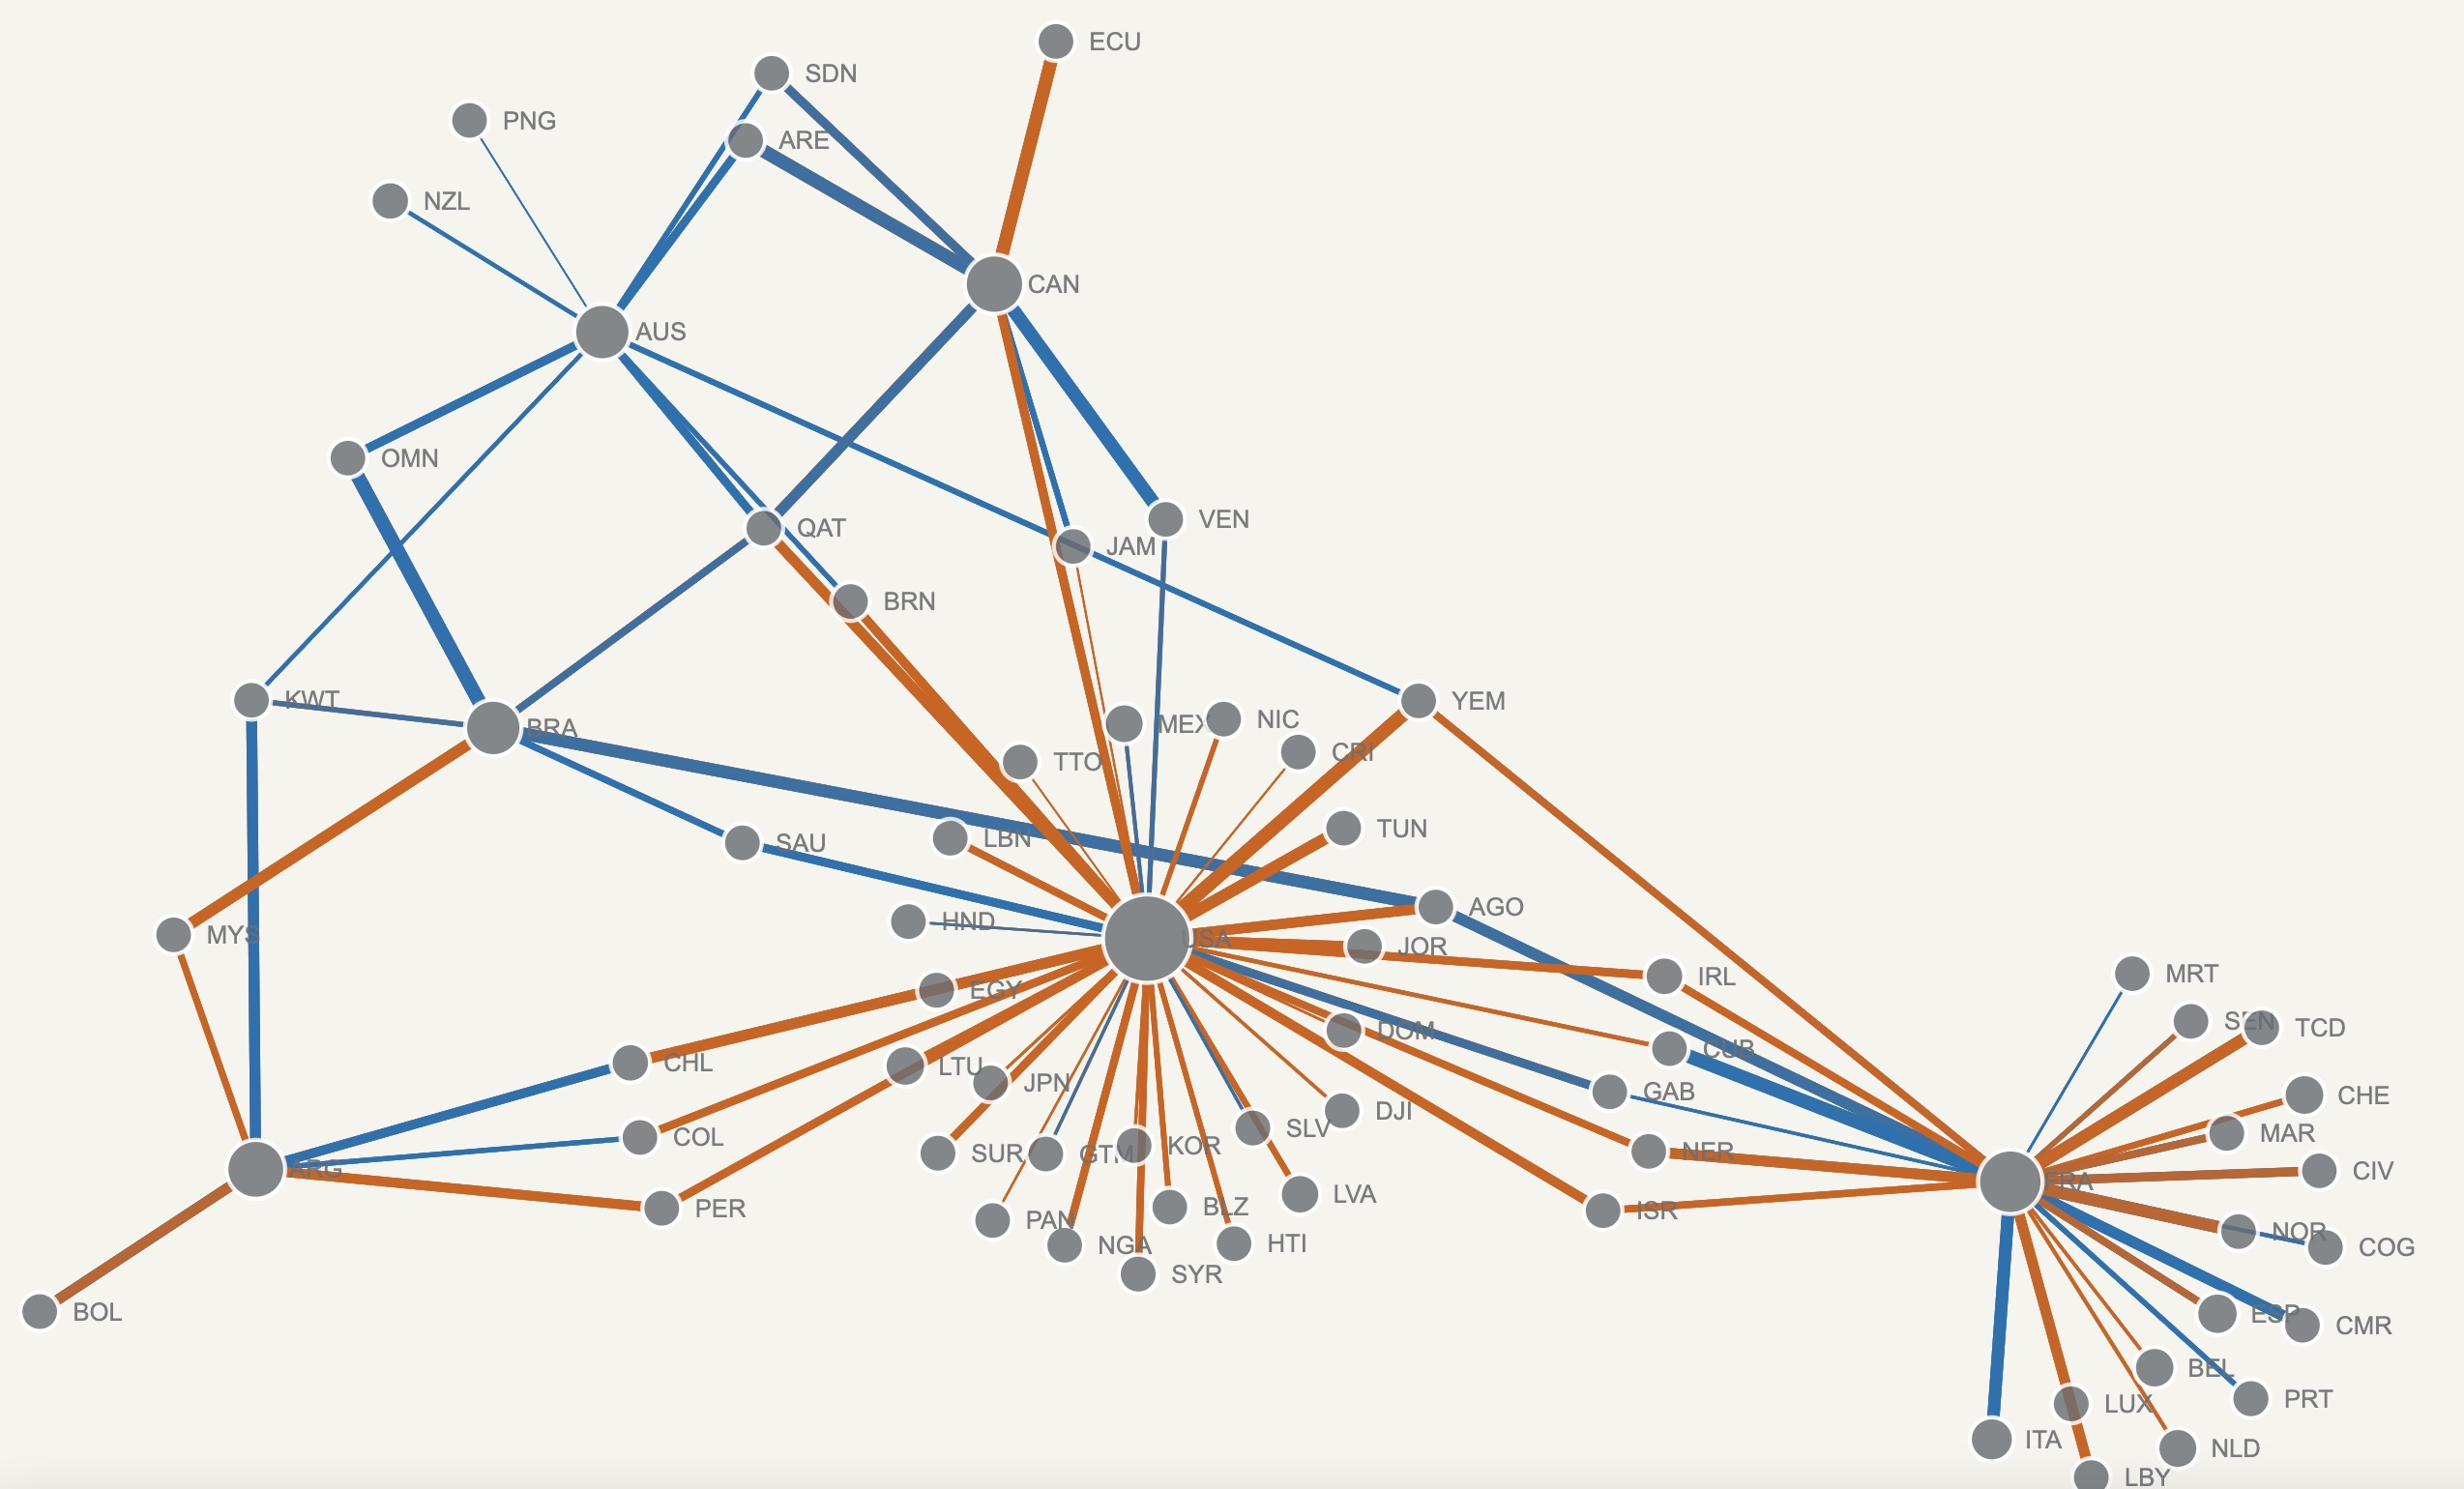 ECU
SDN
PNG
ARE
NZL
CAN
AUS
OMN
VEN
QAT
JAM
BRN
KWT
YEM
MEX
NIC
BRA
CRI
TTO
TUN
LBN
SAU
AGO
HND
MYS
USA
JOR
IRL
MRT
EGY
SEN
TCD
DOM
CUB
CHL
LTU
JPN
GAB
CHE
DJI
SLV
MAR
COL
KOR
SUR
GTM
NER
ARG
CIV
FRA
LVA
PER
BLZ
ISR
PAN
NOR
NGA
HTI
COG
SYR
BOL
ESP
CMR
BEL
PRT
LUX
ITA
NLD
LBY